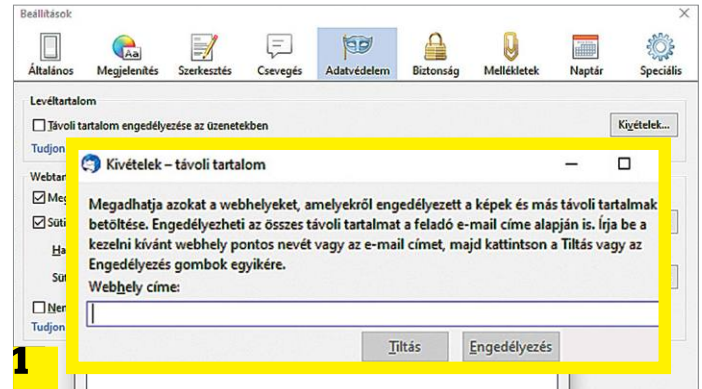 Beállítások
Általános Megjelenítés Szerkesztés Csevegés Adatvédelem Biztonság Mellékletek Naptár Speciális
Levéltartalom
Távoli tartalom engedélyezése az üzenetekben Kivételek...
Tudjon
Kivételek – távoli tartalom
Megadhatja azokat a webhelyeket, amelyekről engedélyezett a képek és más távoli tartalmak
betöltése. Engedélyezheti az összes távoli tartalmat a feladó e-mail címe alapján is. Írja be a
kezelni kívánt webhely pontos nevét vagy az e-mail címet, majd kattintson a Tiltás vagy az
Engedélyezés gombok egyikére.
Webhely címe:
Tiltás Engedélyezés
Webtar
Meg
Süti
Ha
Süt
Nem
Tudjon
1